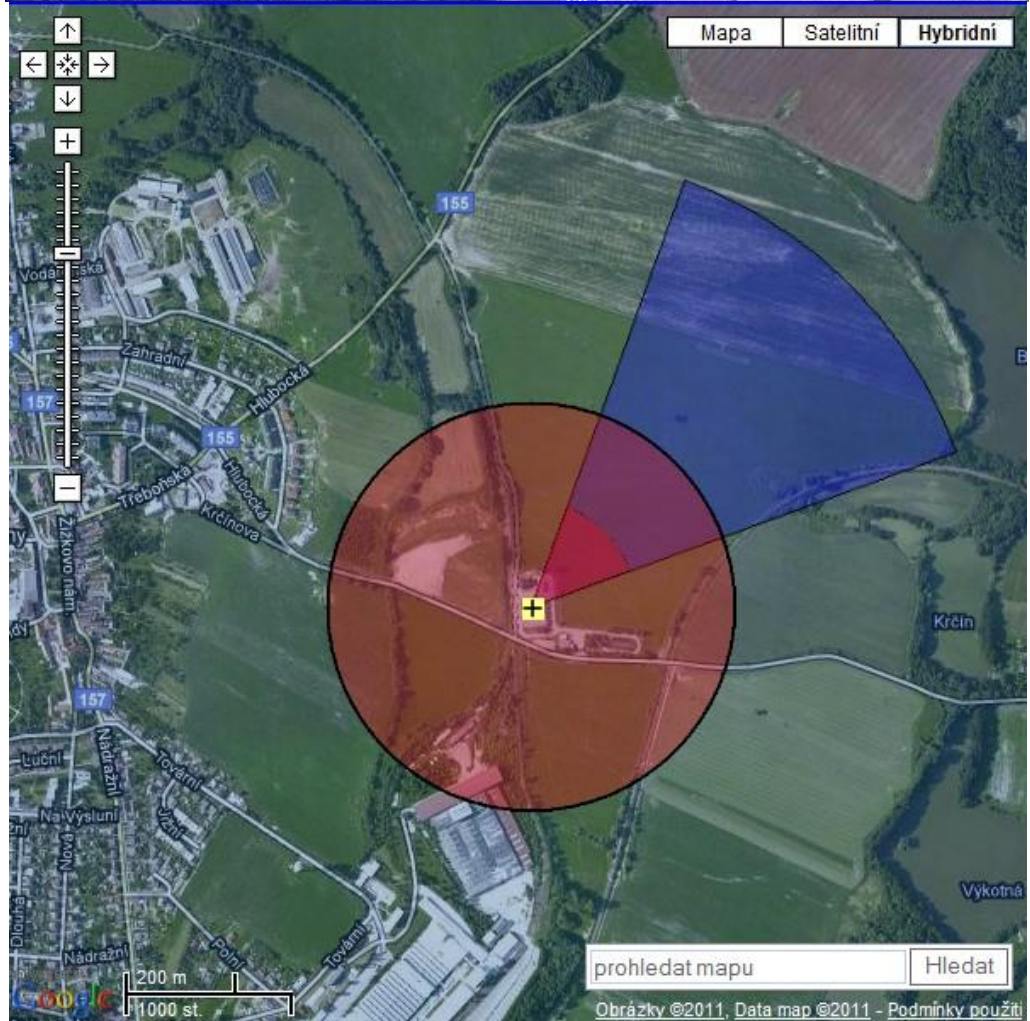 Mapa
Satelitní
Hybridní
155
Zahradní
Hlubocká
157
155
Třeboňská
Hlubocká
Krčínova
Žižkovo nám.
Krčín
157
Nádražní
Luční
Tovární
Na Výsluní
Jižní
Nová
Dlouhá
Výkotná
Nádražní
Polní
Tovární
prohledat mapu
Hledat
200 m
1000 st.
Google
Obrázky ©2011, Data map ©2011 - Podmínky použití